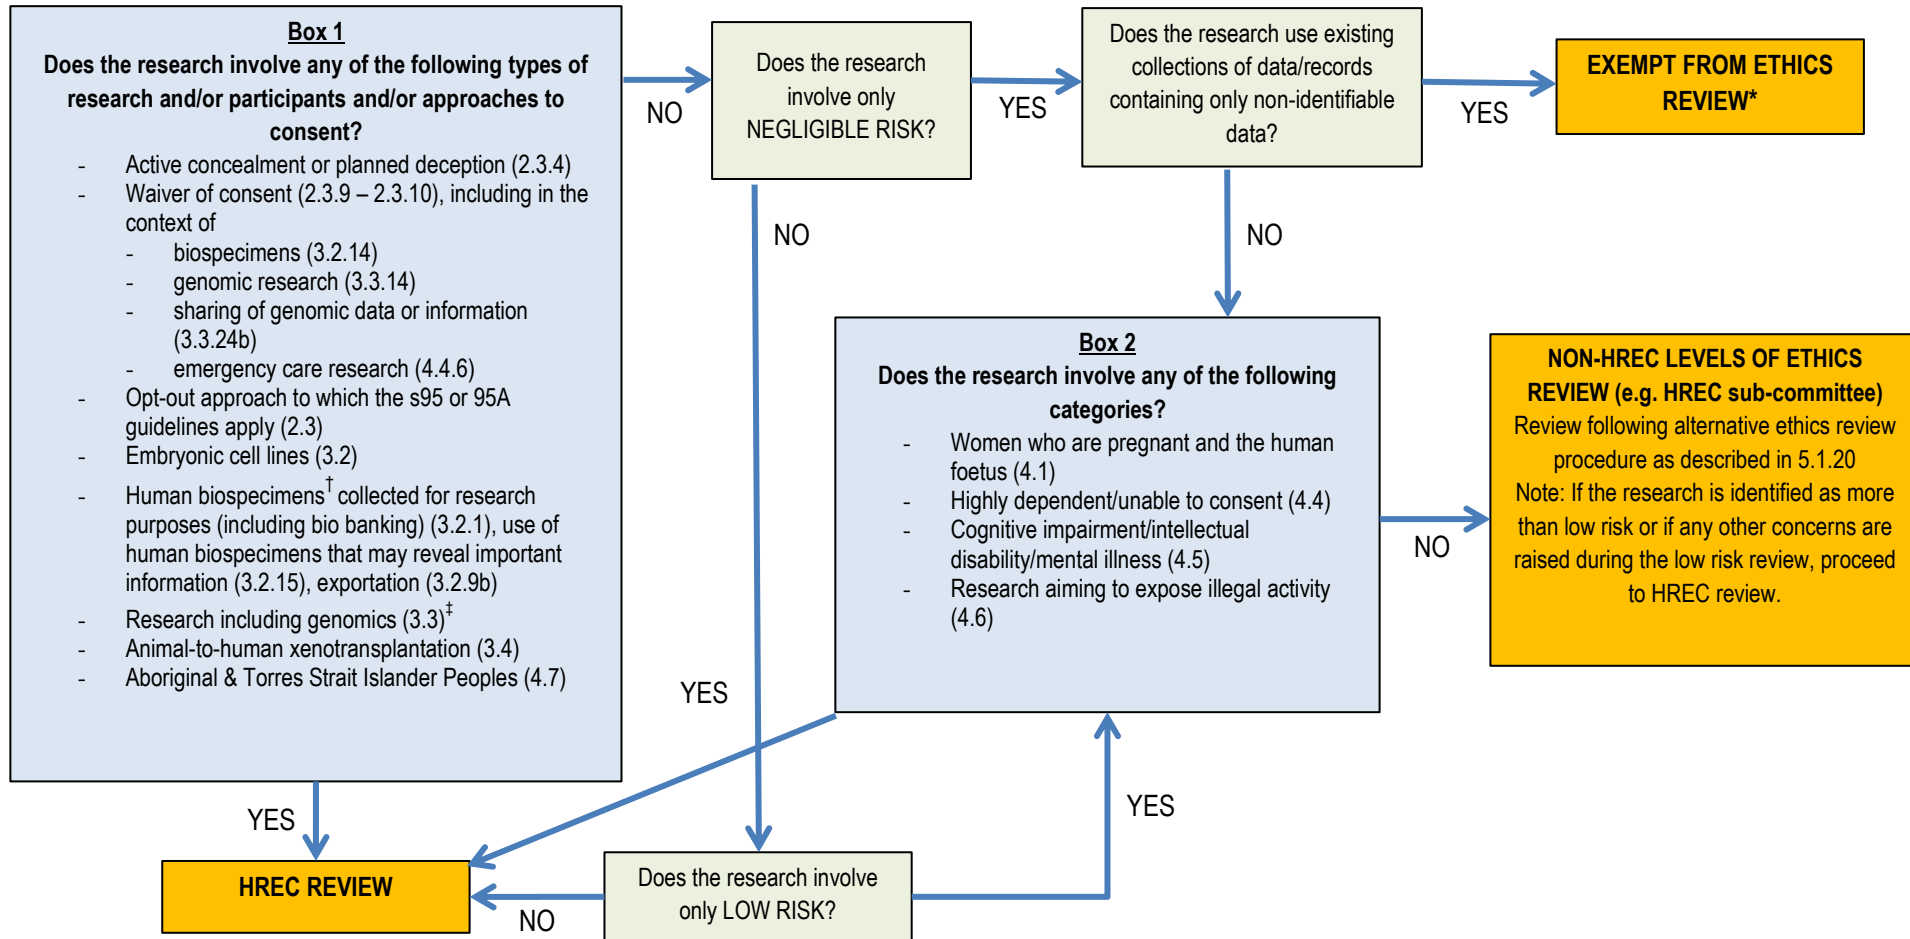 Box 1
Does the research involve any of the following types of
research and/or participants and/or approaches to
consent?
- Active concealment or planned deception (2.3.4)
- Waiver of consent (2.3.9 – 2.3.10), including in the
context of
- biospecimens (3.2.14)
- genomic research (3.3.14)
- sharing of genomic data or information
(3.3.24b)
- emergency care research (4.4.6)
- Opt-out approach to which the s95 or 95A
guidelines apply (2.3)
- Embryonic cell lines (3.2)
- Human biospecimens† collected for research
purposes (including bio banking) (3.2.1), use of
human biospecimens that may reveal important
information (3.2.15), exportation (3.2.9b)
- Research including genomics (3.3)‡
- Animal-to-human xenotransplantation (3.4)
- Aboriginal & Torres Strait Islander Peoples (4.7)
NO
Does the research
involve only
NEGLIGIBLE RISK?
YES
Does the research use existing
collections of data/records
containing only non-identifiable
data?
YES
EXEMPT FROM ETHICS
REVIEW*
NO
NO
Box 2
Does the research involve any of the following
categories?
- Women who are pregnant and the human
foetus (4.1)
- Highly dependent/unable to consent (4.4)
- Cognitive impairment/intellectual
disability/mental illness (4.5)
- Research aiming to expose illegal activity
(4.6)
NO
NON-HREC LEVELS OF ETHICS
REVIEW (e.g. HREC sub-committee)
Review following alternative ethics review
procedure as described in 5.1.20
Note: If the research is identified as more
than low risk or if any other concerns are
raised during the low risk review, proceed
to HREC review.
YES
YES
YES
HREC REVIEW
NO
Does the research involve
only LOW RISK?